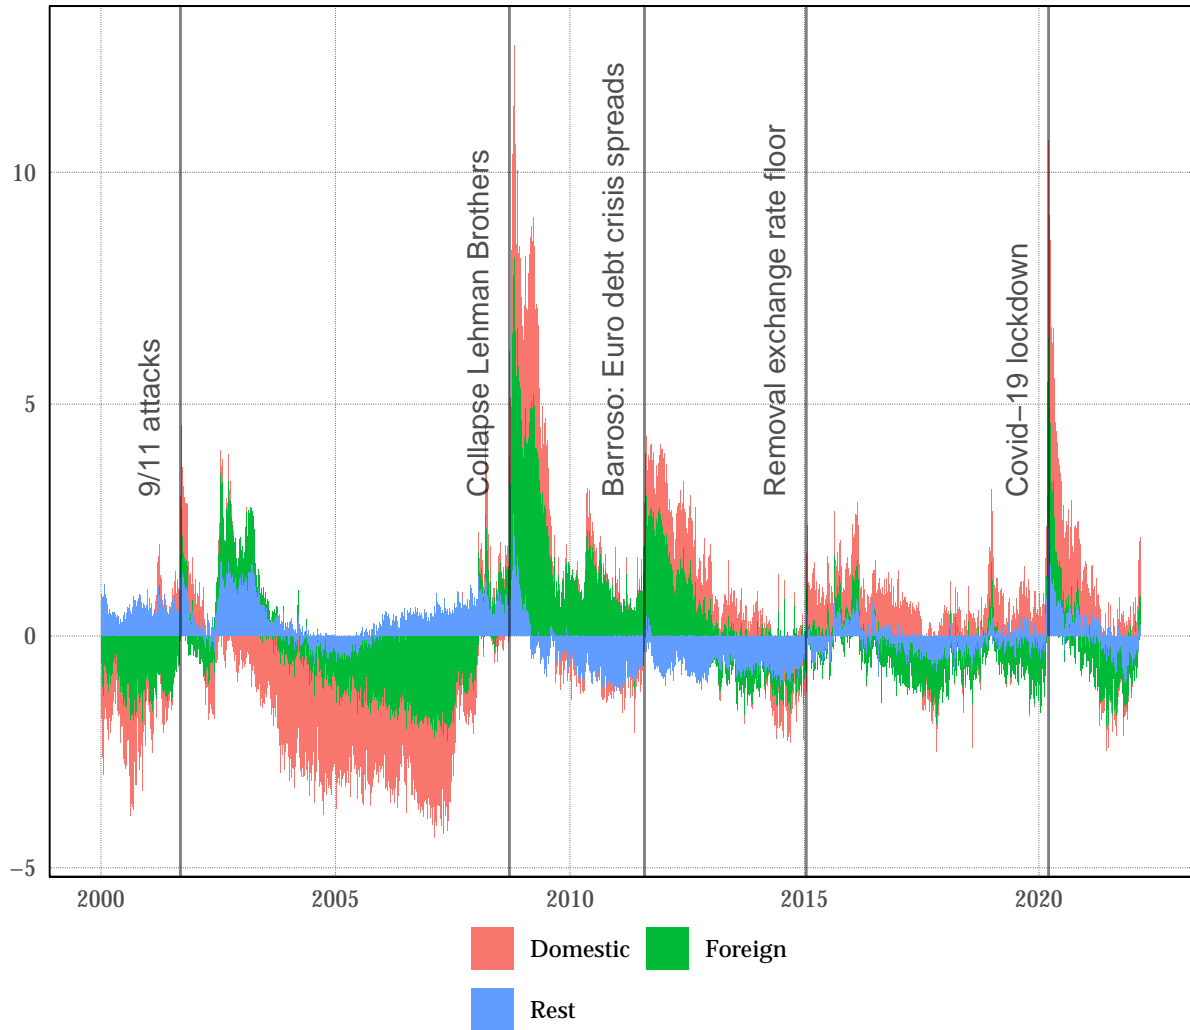 10
5
0
−5
9/11 attacks
Collapse Lehman Brothers
Barroso: Euro debt crisis spreads
Removal exchange rate floor
Covid−19 lockdown
2000 2005 2010 2015 2020
Domestic Foreign
Rest